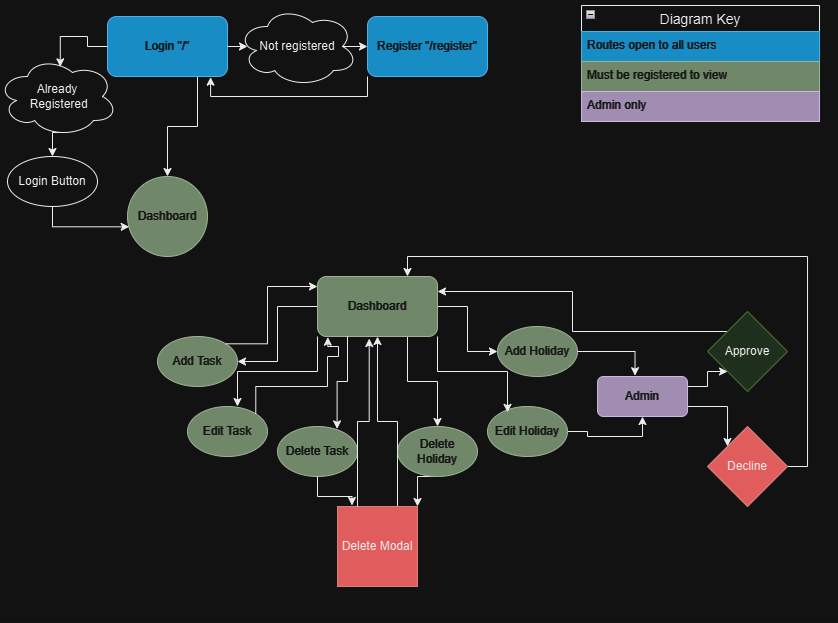 Login "/"
Not registered
Register "/register"
Diagram Key
Routes open to all users
Must be registered to view
Admin only
Already
Registered
Login Button
Dashboard
Dashboard
Add Task
Add Holiday
Approve
Admin
Edit Task
Edit Holiday
Delete Task
Delete
Holiday
Decline
Delete Modal